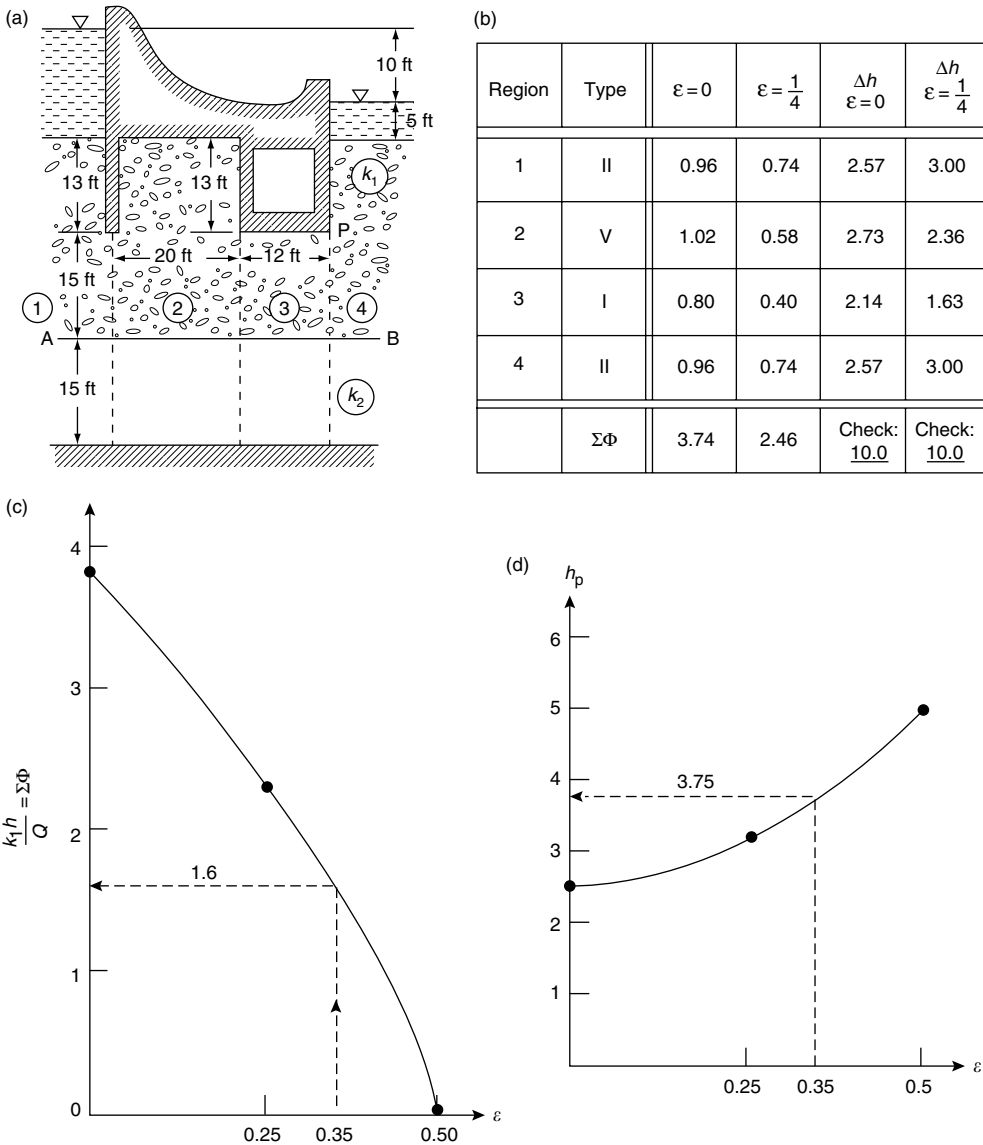 (a)
10 ft
5 ft
13 ft
13 ft
k1
P
20 ft
12 ft
15 ft
1
2
3
4
A
B
15 ft
k2
(b)
Region Type ε = 0 ε = 1/4 Δh ε = 0 Δh ε = 1/4
1 II 0.96 0.74 2.57 3.00
2 V 1.02 0.58 2.73 2.36
3 I 0.80 0.40 2.14 1.63
4 II 0.96 0.74 2.57 3.00
ΣΦ 3.74 2.46 Check: 10.0 Check: 10.0
(c)
4
3
k1h/Q = ΣΦ
2
1.6
1
0
0.25
0.35
0.50
ε
(d)
hp
6
5
4
3.75
3
2
1
0.25
0.35
0.5
ε